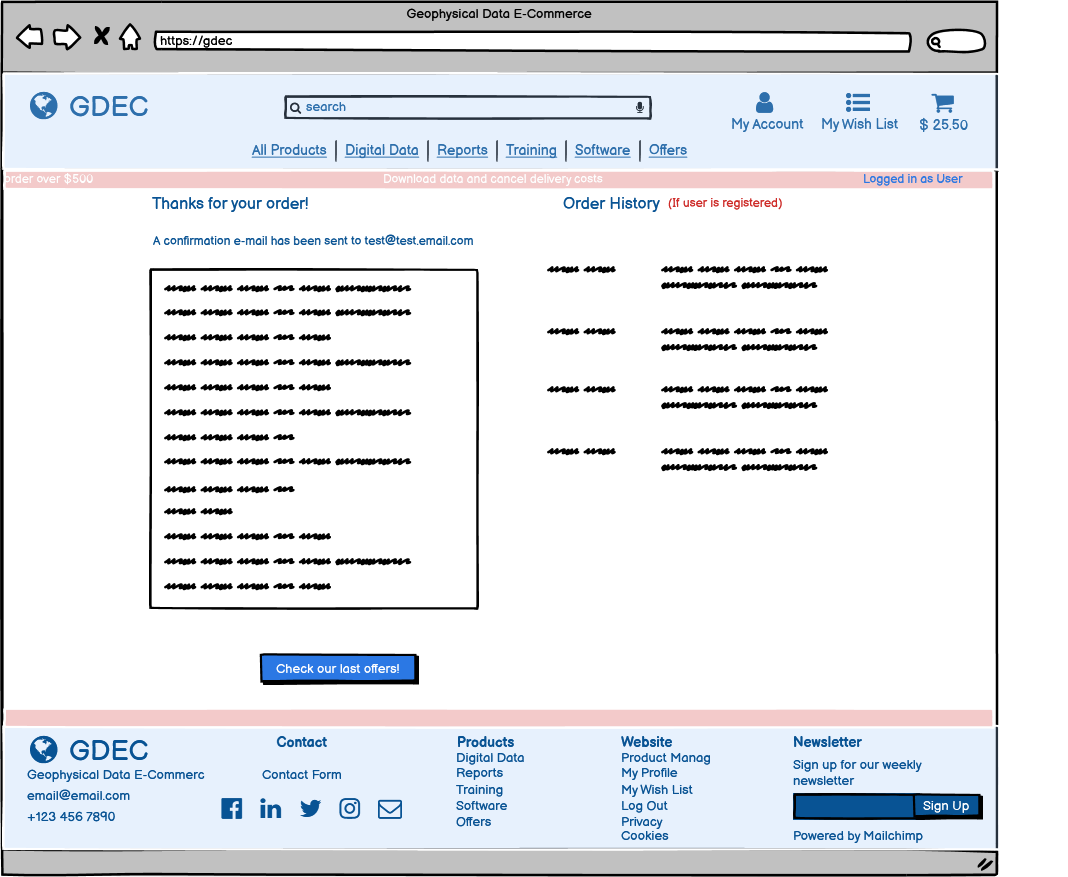 Geophysical Data E-Commerce
https://gdec
GDEC
search
My Account
My Wish List
$ 25.50
All Products
Digital Data
Reports
Training
Software
Offers
order over $500
Download data and cancel delivery costs
Logged in as User
Thanks for your order!
A confirmation e-mail has been sent to test@test.email.com
Order History (If user is registered)
Check our last offers!
GDEC
Geophysical Data E-Commerc
email@email.com
+123 456 7890
Contact
Contact Form
Products
Digital Data
Reports
Training
Software
Offers
Website
Product Manag
My Profile
My Wish List
Log Out
Privacy
Cookies
Newsletter
Sign up for our weekly
newsletter
Sign Up
Powered by Mailchimp